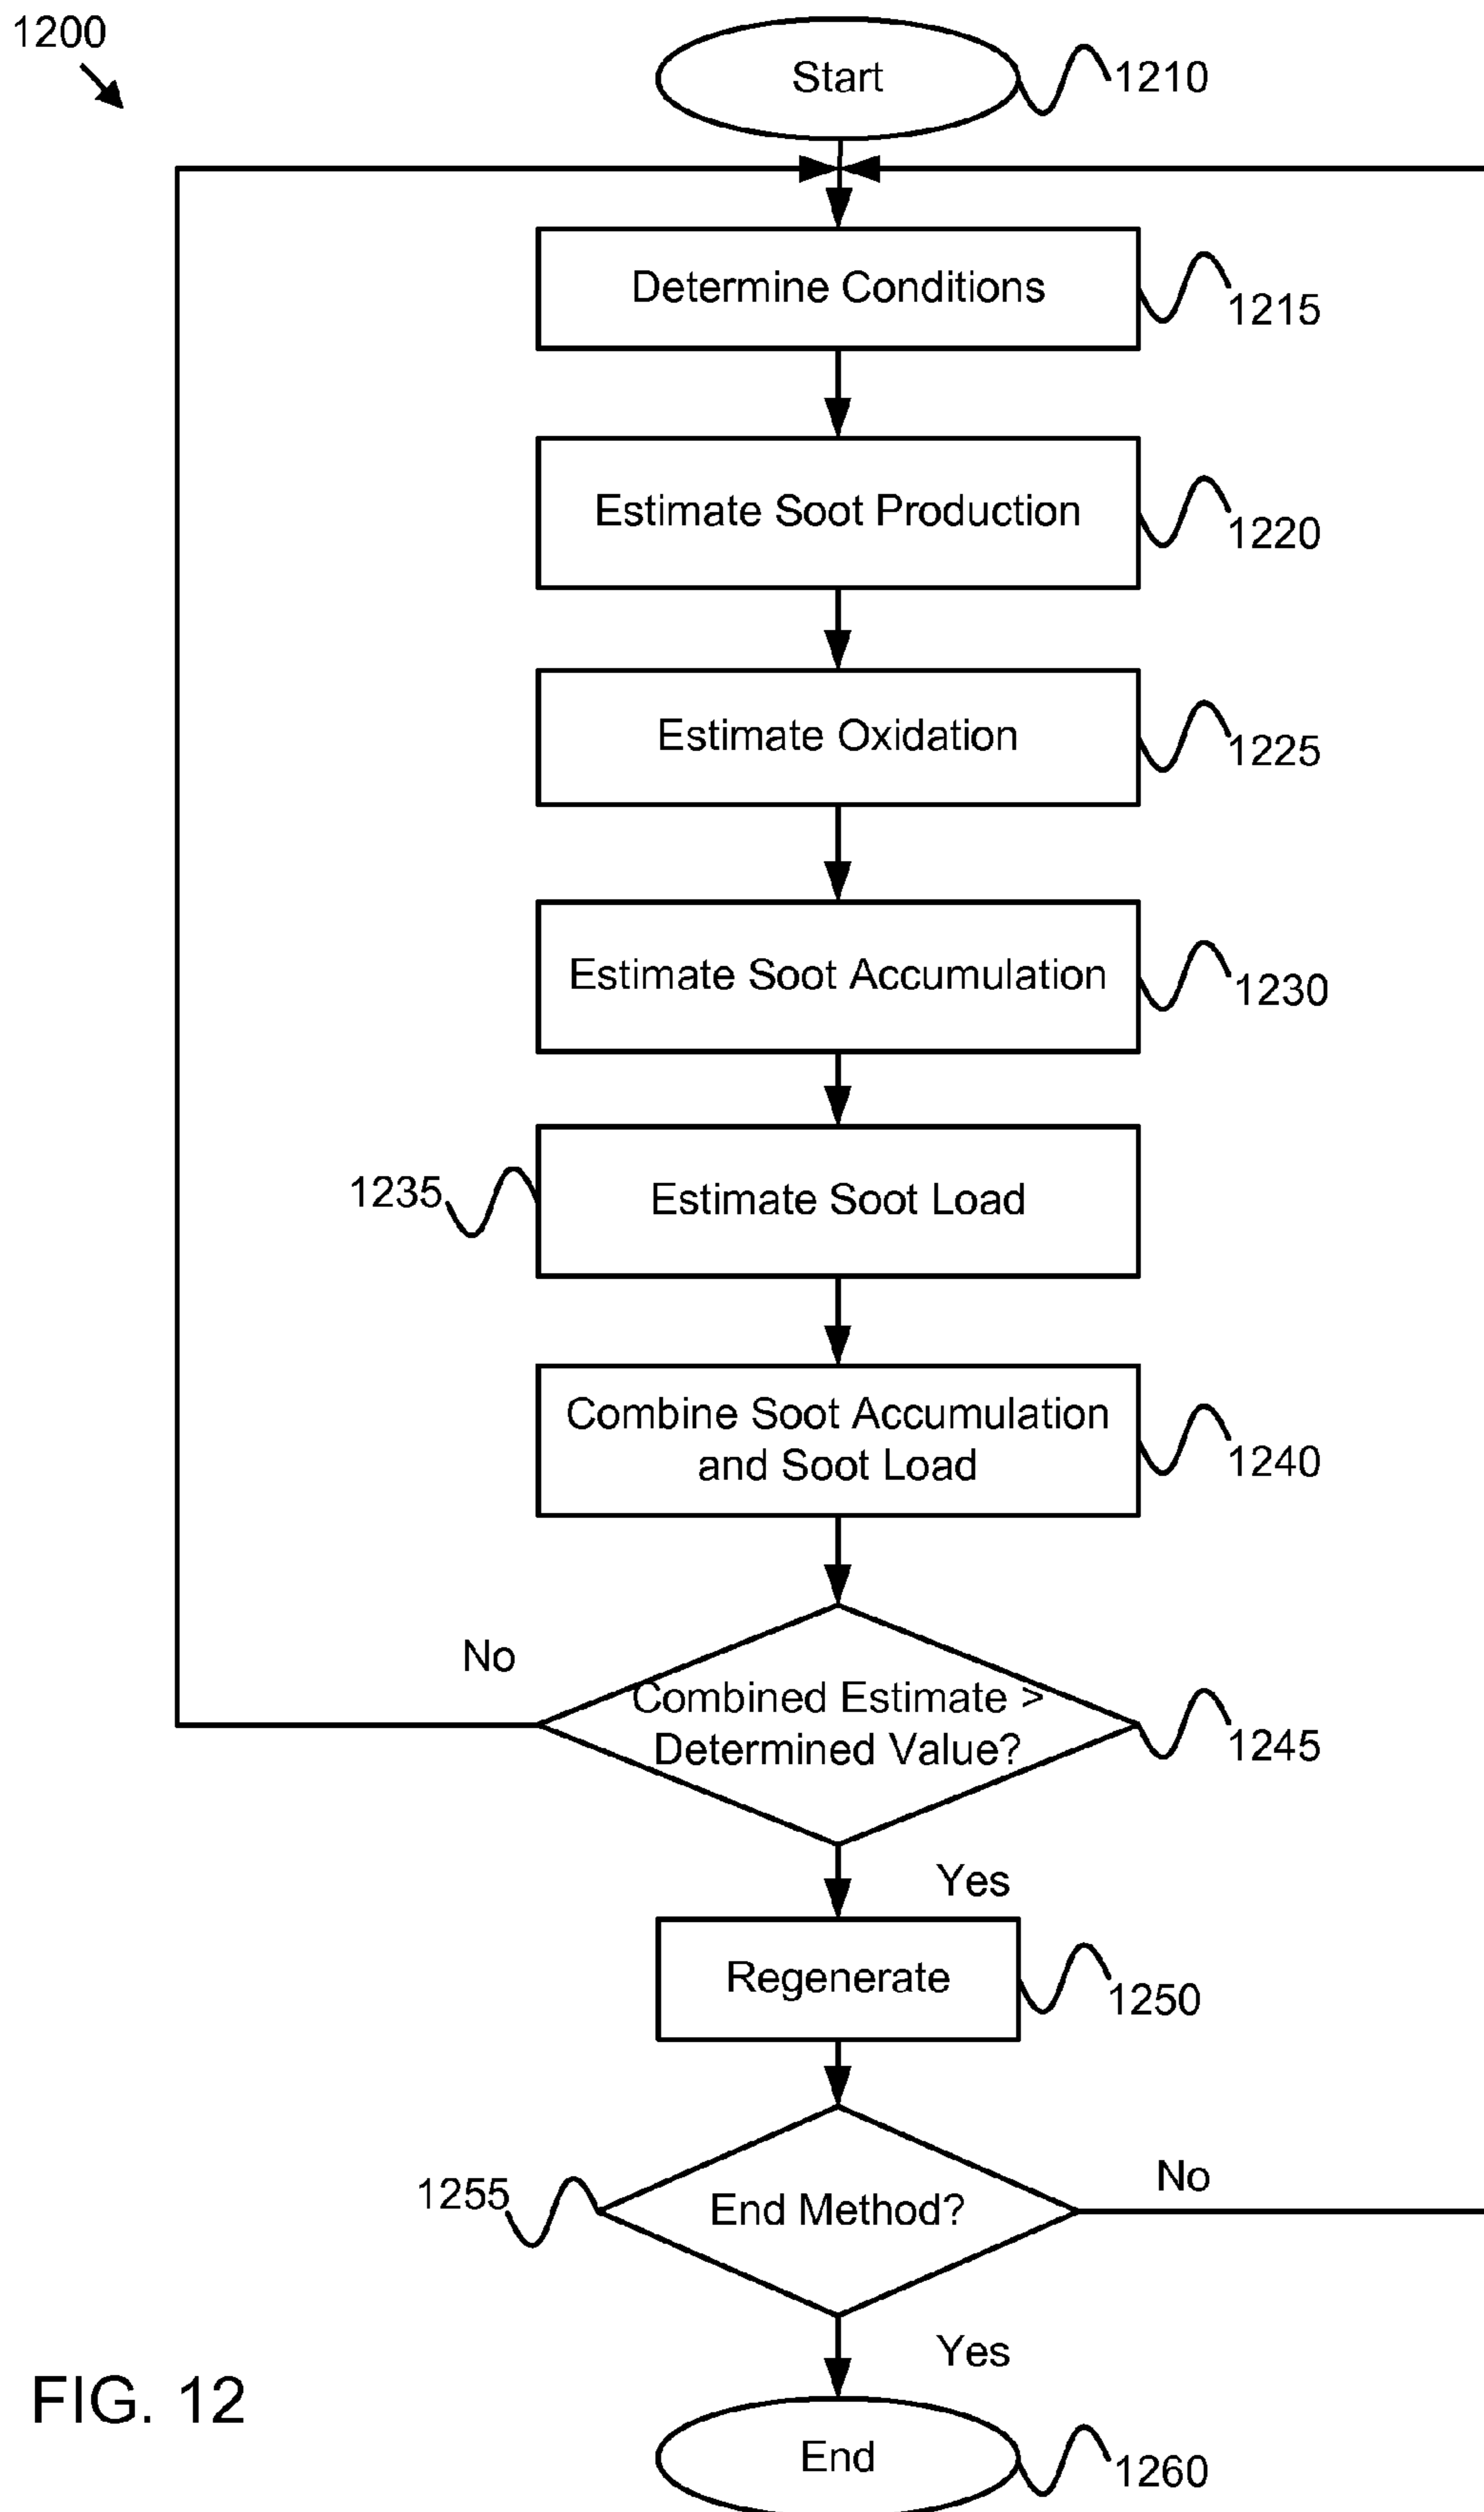 1200
Start
1210
Determine Conditions
1215
Estimate Soot Production
1220
Estimate Oxidation
1225
Estimate Soot Accumulation
1230
1235
Estimate Soot Load
Combine Soot Accumulation
and Soot Load
1240
No
Combined Estimate >
Determined Value?
1245
Yes
Regenerate
1250
1255
End Method?
No
Yes
FIG. 12
End
1260